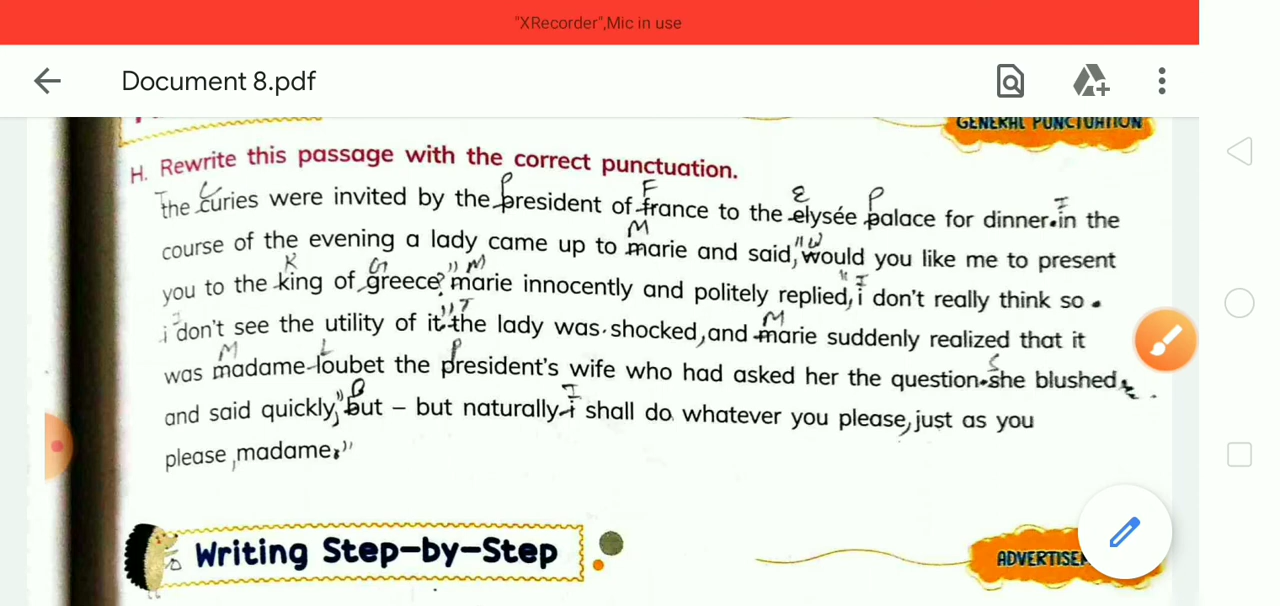 "XRecorder",Mic in use
Document 8.pdf
GENERAL PUNCTUATION
H. Rewrite this passage with the correct punctuation.
The Curies were invited by the President of France to the Elysée Palace for dinner. In the
course of the evening a lady came up to Marie and said, "Would you like me to present
you to the King of Greece?" Marie innocently and politely replied, "I don't really think so.
I don't see the utility of it." The lady was shocked, and Marie suddenly realized that it
was Madame Loubet the President's wife who had asked her the question. She blushed
and said quickly, "But – but naturally I shall do whatever you please, just as you
please, madame."
Writing Step-by-Step